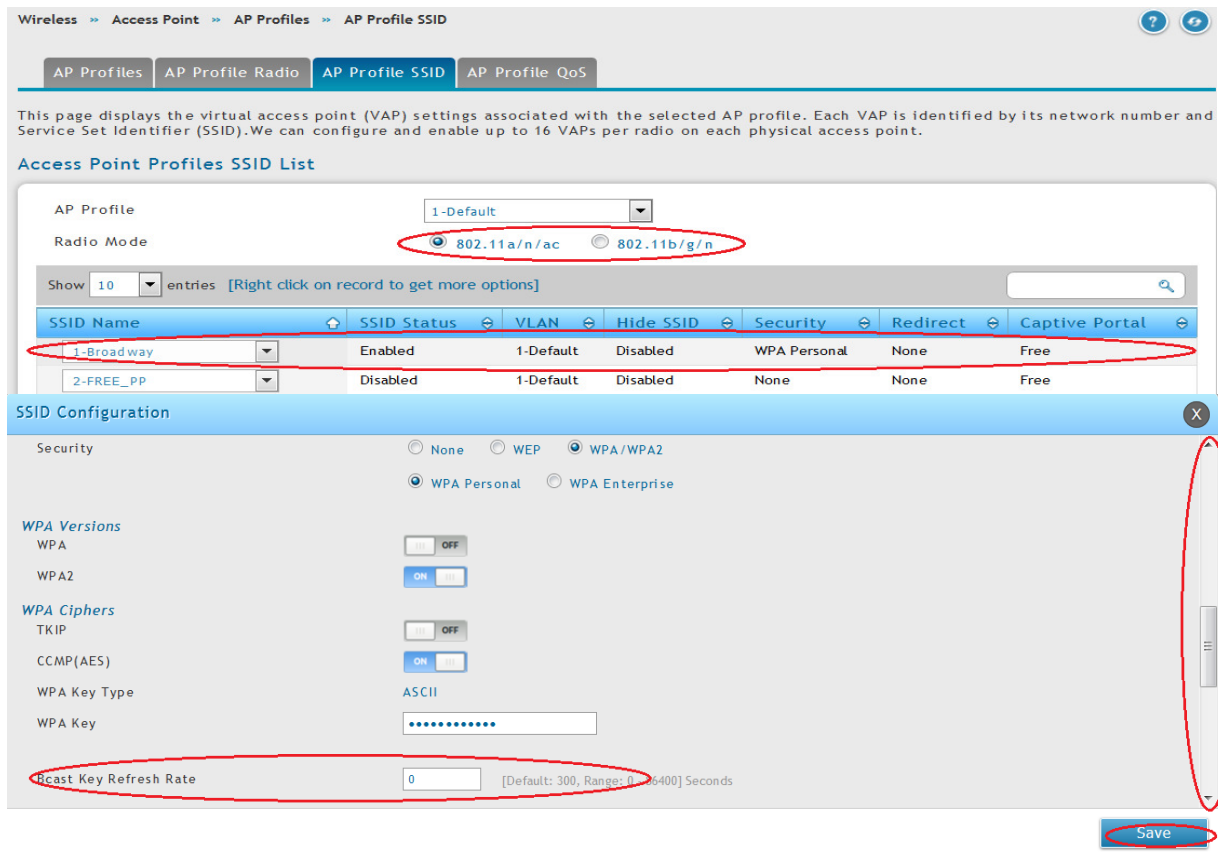 Wireless » Access Point » AP Profiles » AP Profile SSID
?
AP Profiles AP Profile Radio AP Profile SSID AP Profile QoS
This page displays the virtual access point (VAP) settings associated with the selected AP profile. Each VAP is identified by its network number and
Service Set Identifier (SSID).We can configure and enable up to 16 VAPs per radio on each physical access point.
Access Point Profiles SSID List
AP Profile 1-Default
Radio Mode 802.11a/n/ac 802.11b/g/n
Show 10 entries [Right click on record to get more options]
SSID Name SSID Status VLAN Hide SSID Security Redirect Captive Portal
1-Broadway Enabled 1-Default Disabled WPA Personal None Free
2-FREE_PP Disabled 1-Default Disabled None None Free
SSID Configuration X
Security None WEP WPA/WPA2
WPA Personal WPA Enterprise
WPA Versions
WPA OFF
WPA2 ON
WPA Ciphers
TKIP OFF
CCMP(AES) ON
WPA Key Type ASCII
WPA Key ••••••••••••
Bcast Key Refresh Rate 0 [Default: 300, Range: 0 - 86400] Seconds
Save